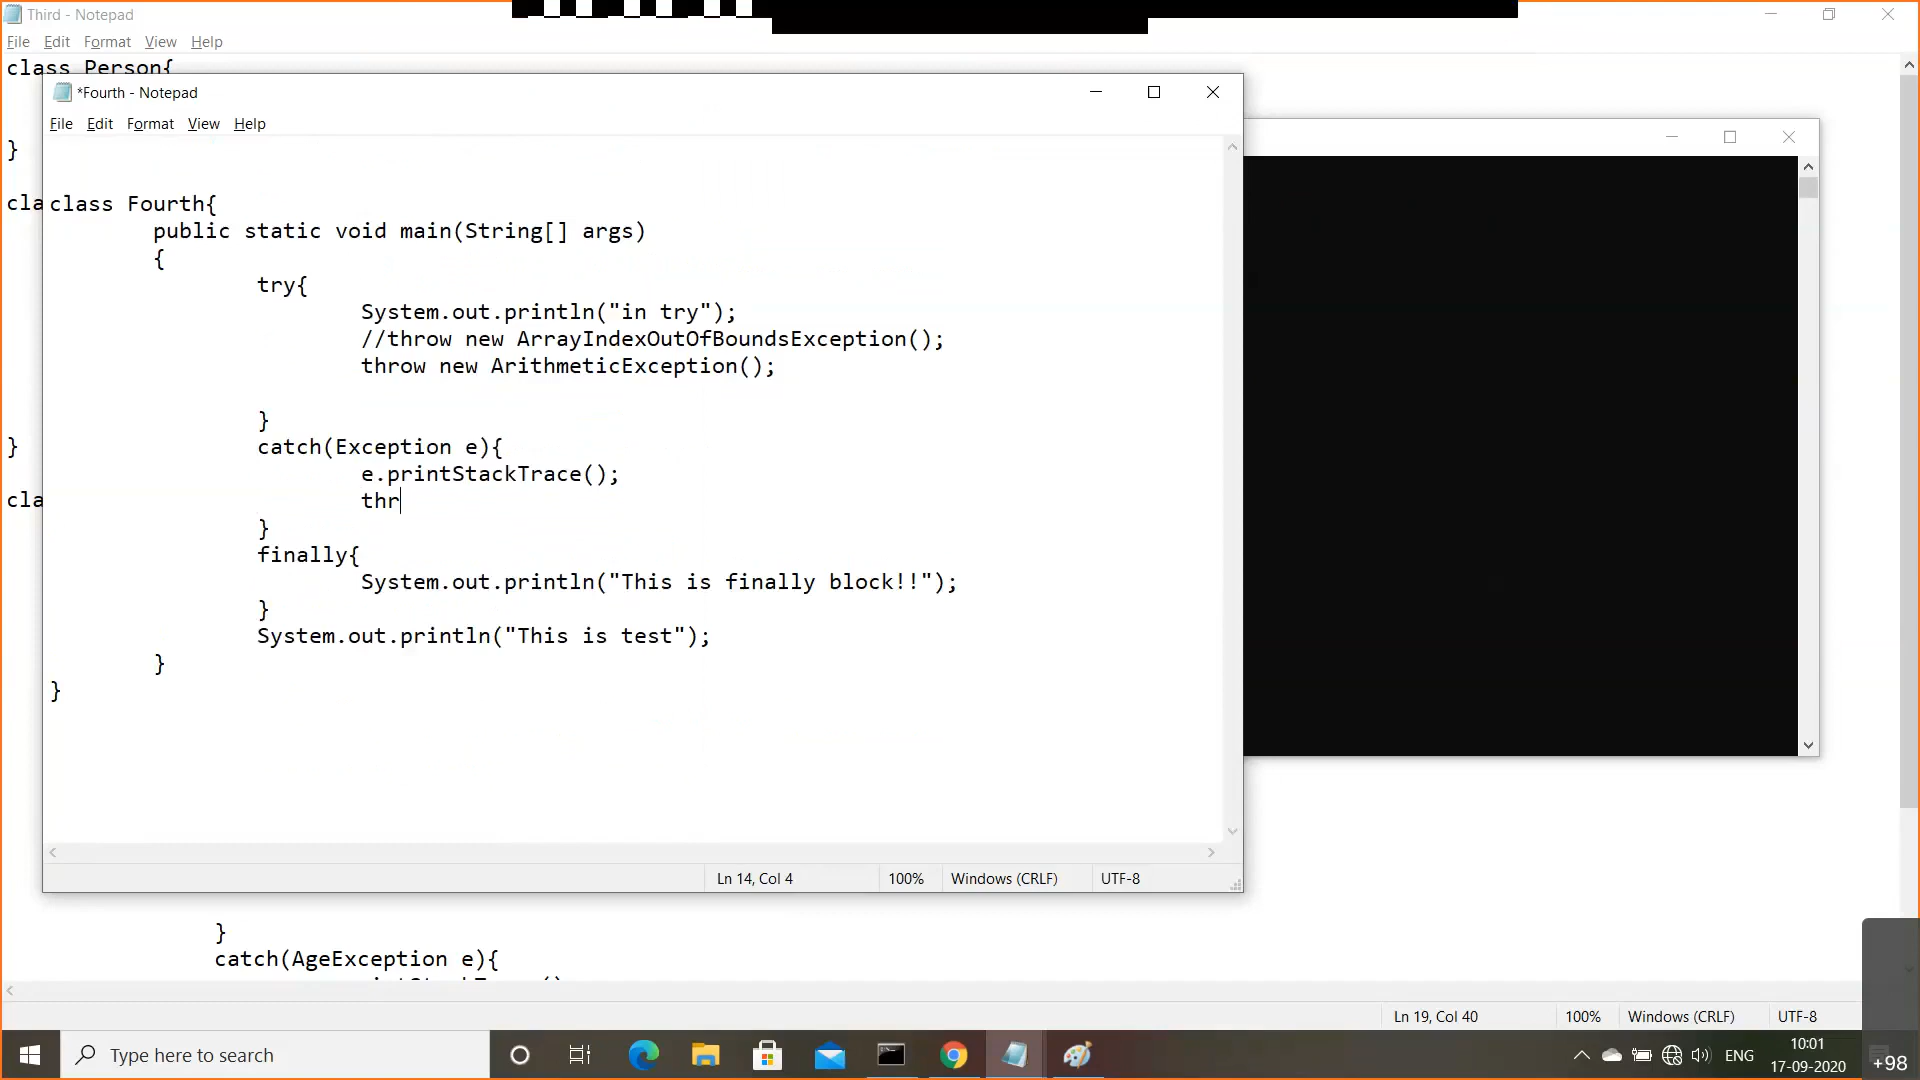 Third - Notepad
File Edit Format View Help
class Person{
}
cla
}
cla
*Fourth - Notepad
File Edit Format View Help
class Fourth{
public static void main(String[] args)
{
try{
System.out.println("in try");
//throw new ArrayIndexOutOfBoundsException();
throw new ArithmeticException();
}
catch(Exception e){
e.printStackTrace();
thr
}
finally{
System.out.println("This is finally block!!");
}
System.out.println("This is test");
}
}
Ln 14, Col 4 100% Windows (CRLF) UTF-8
}
catch(AgeException e){
Ln 19, Col 40 100% Windows (CRLF) UTF-8
Type here to search
ENG
10:01
17-09-2020
+98